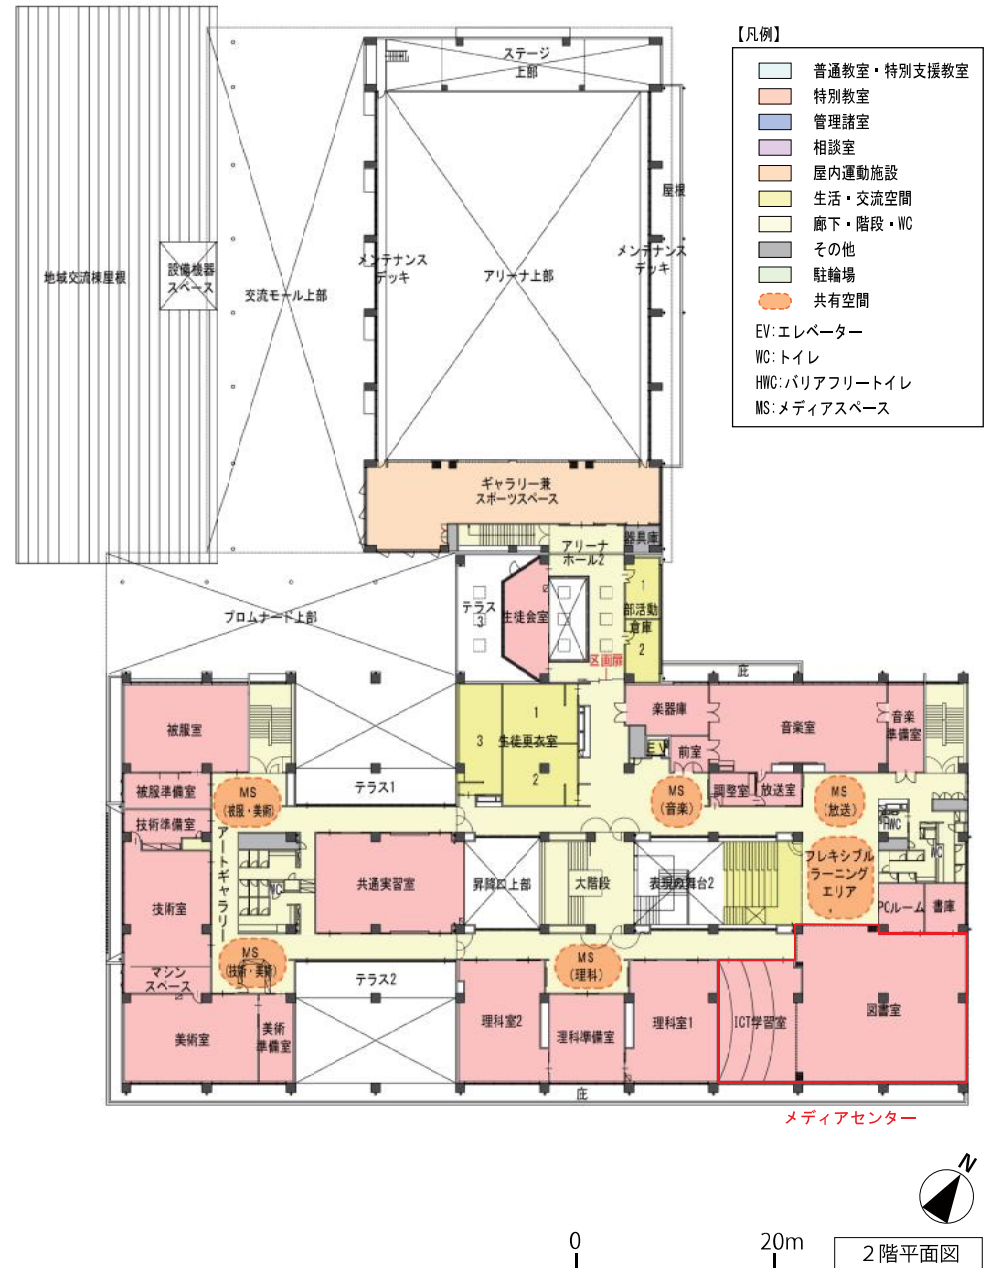 【凡例】
普通教室・特別支援教室
特別教室
管理諸室
相談室
屋内運動施設
生活・交流空間
廊下・階段・WC
その他
駐輪場
共有空間
EV:エレベーター
WC:トイレ
HWC:バリアフリートイレ
MS:メディアスペース
ステージ
上部
屋根
メンテナンス
デッキ
メンテナンス
デッキ
アリーナ上部
地域交流棟屋根
設備機器
スペース
交流モール上部
ギャラリー兼
スポーツスペース
器具庫
アリーナ
ホール2
テラス
3
生徒会室
1
部活動
倉庫
2
プロムナード上部
区画扉
庇
被服室
楽器庫
音楽室
音楽
準備室
1
3
生徒更衣室
2
EV
前室
被服準備室
MS
(被服・美術)
テラス1
MS
(音楽)
調整室
放送室
MS
(放送)
技術準備室
HWC
WC
アートギャラリー
WC
共通実習室
昇降口上部
大階段
表現の舞台2
フレキシブル
ラーニング
エリア
技術室
PCルーム
書庫
MS
(技術・美術)
MS
(理科)
マシン
スペース
テラス2
美術室
美術
準備室
理科室2
理科準備室
理科室1
ICT学習室
図書室
庇
メディアセンター
N
0
20m
2階平面図